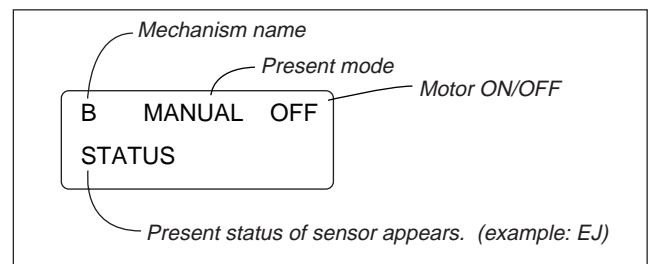 Mechanism name
Present mode
Motor ON/OFF
B MANUAL OFF
STATUS
Present status of sensor appears. (example: EJ)